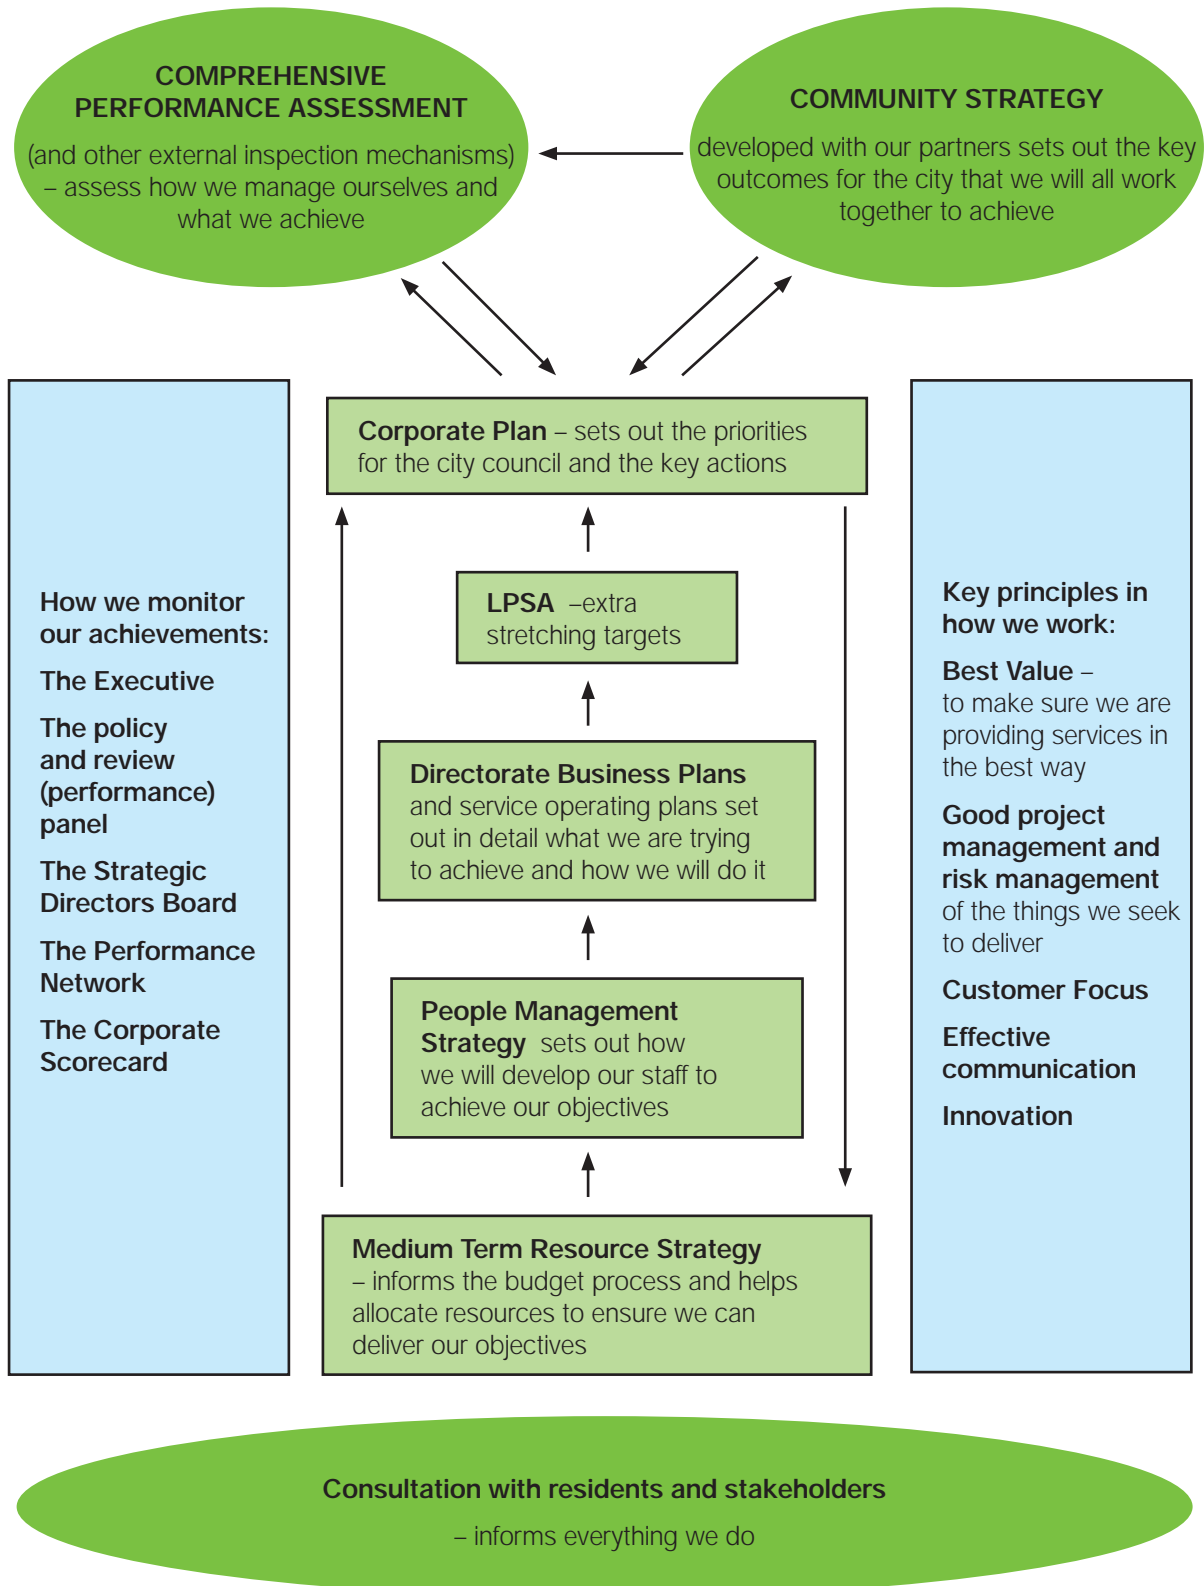 COMPREHENSIVE
PERFORMANCE ASSESSMENT
(and other external inspection mechanisms)
– assess how we manage ourselves and
what we achieve
COMMUNITY STRATEGY
developed with our partners sets out the key
outcomes for the city that we will all work
together to achieve
Corporate Plan – sets out the priorities
for the city council and the key actions
LPSA –extra
stretching targets
Directorate Business Plans
and service operating plans set
out in detail what we are trying
to achieve and how we will do it
People Management
Strategy sets out how
we will develop our staff to
achieve our objectives
Medium Term Resource Strategy
– informs the budget process and helps
allocate resources to ensure we can
deliver our objectives
How we monitor
our achievements:
The Executive
The policy
and review
(performance)
panel
The Strategic
Directors Board
The Performance
Network
The Corporate
Scorecard
Key principles in
how we work:
Best Value –
to make sure we are
providing services in
the best way
Good project
management and
risk management
of the things we seek
to deliver
Customer Focus
Effective
communication
Innovation
Consultation with residents and stakeholders
– informs everything we do